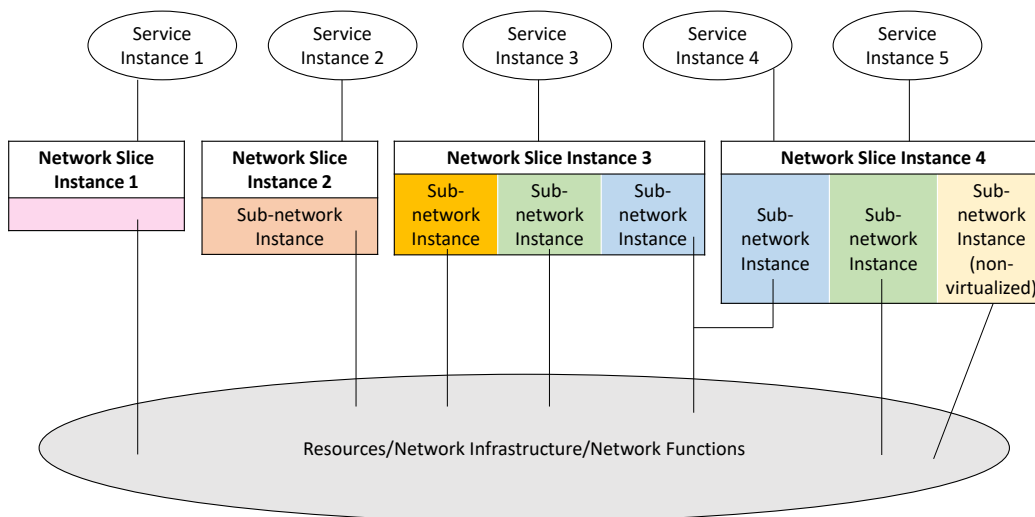 Service
Instance 1
Service
Instance 2
Service
Instance 3
Service
Instance 4
Service
Instance 5
Network Slice
Instance 1
Network Slice
Instance 2
Sub-network
Instance
Network Slice Instance 3
Sub-
network
Instance
Sub-
network
Instance
Sub-
network
Instance
Network Slice Instance 4
Sub-
network
Instance
Sub-
network
Instance
Sub-
network
Instance
(non-
virtualized)
Resources/Network Infrastructure/Network Functions